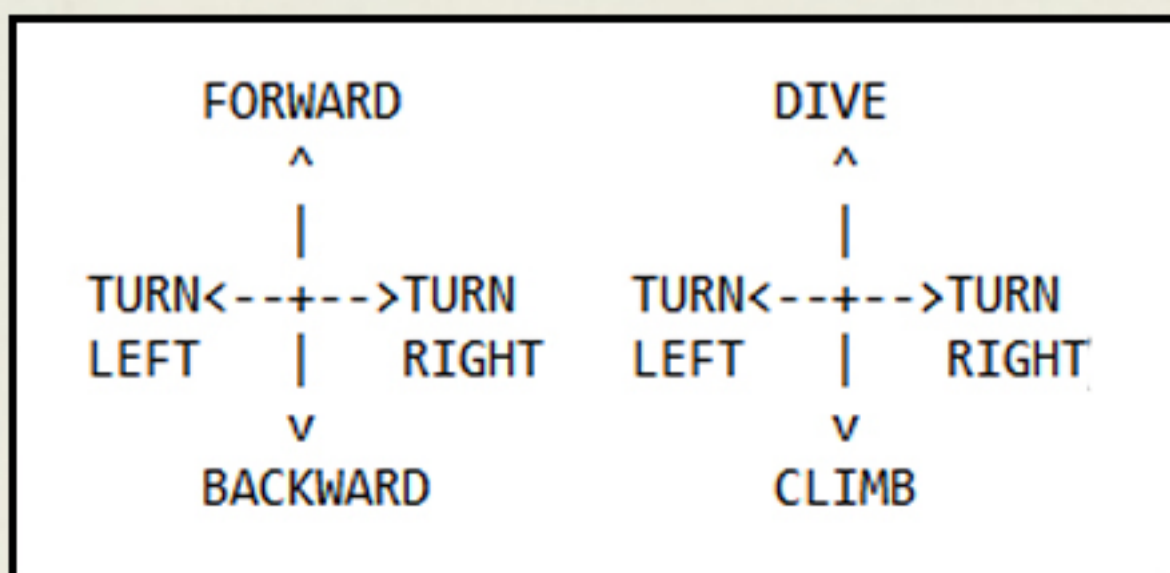 FORWARD DIVE
^ ^
| |
TURN<--+-->TURN TURN<--+-->TURN
LEFT | RIGHT LEFT | RIGHT
v v
BACKWARD CLIMB